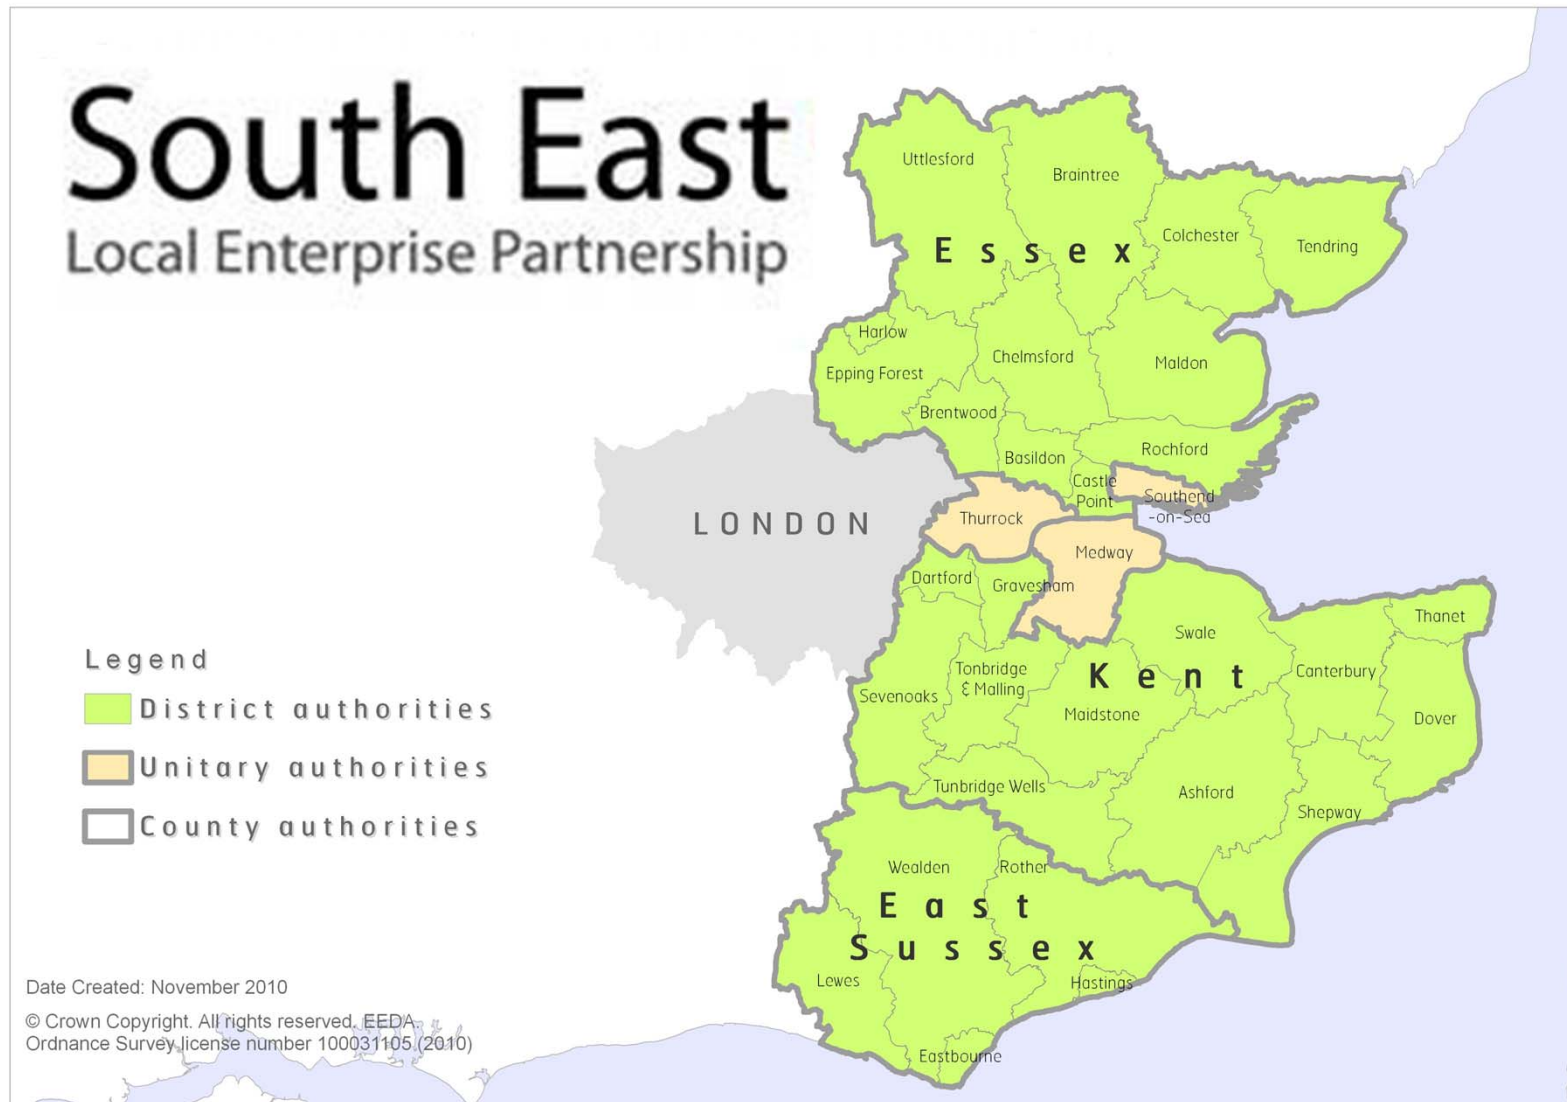 South East
Local Enterprise Partnership
Uttlesford
Braintree
Essex
Colchester
Tendring
Harlow
Epping Forest
Chelmsford
Maldon
Brentwood
Basildon
Rochford
Castle
Point
Southend
-on-Sea
LONDON
Thurrock
Medway
Dartford
Gravesham
Thanet
Swale
Kent
Canterbury
Tonbridge
& Malling
Sevenoaks
Maidstone
Dover
Tunbridge Wells
Ashford
Shepway
Wealden
Rother
East
Sussex
Lewes
Hastings
Eastbourne
Legend
District authorities
Unitary authorities
County authorities
Date Created: November 2010
© Crown Copyright. All rights reserved. EEDA.
Ordnance Survey license number 100031105 (2010)